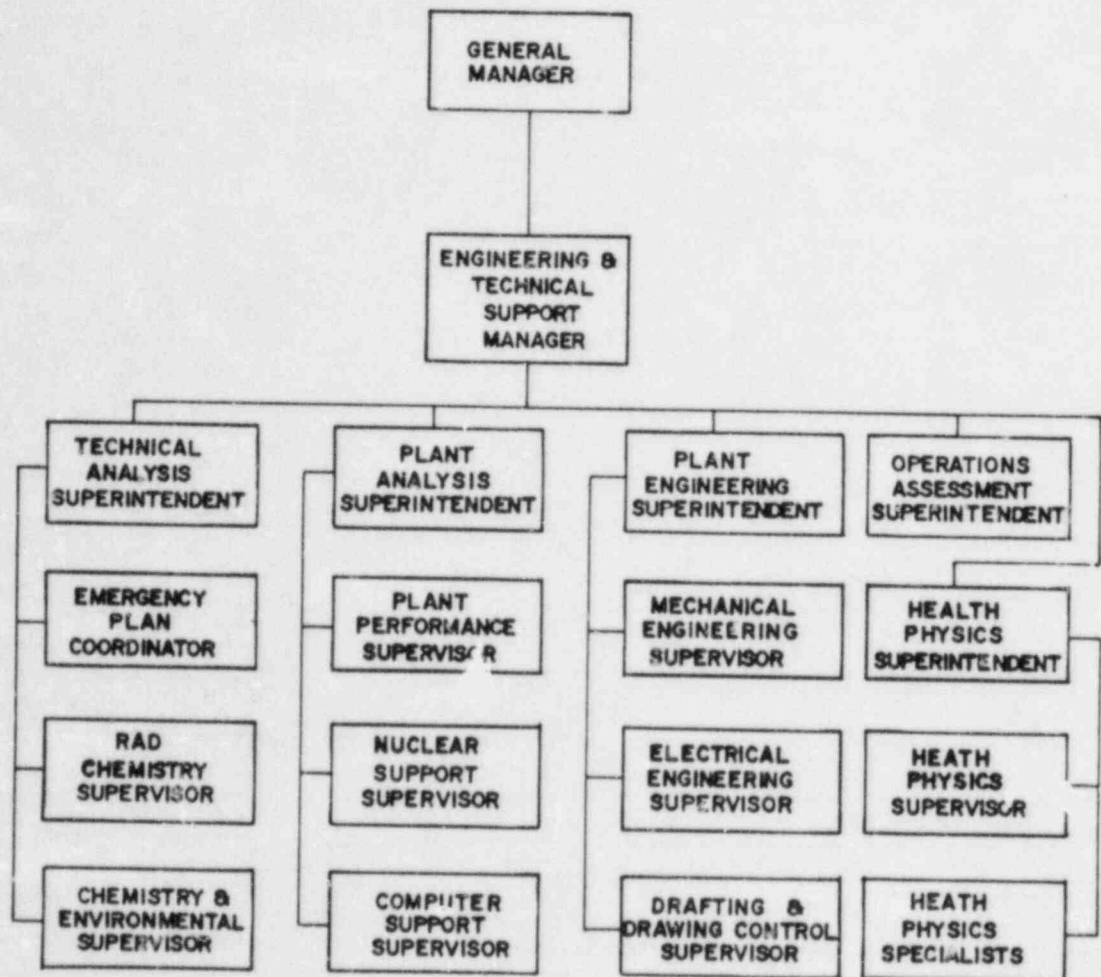 GENERAL
MANAGER
ENGINEERING &
TECHNICAL
SUPPORT
MANAGER
TECHNICAL
ANALYSIS
SUPERINTENDENT
PLANT
ANALYSIS
SUPERINTENDENT
PLANT
ENGINEERING
SUPERINTENDENT
OPERATIONS
ASSESSMENT
SUPERINTENDENT
EMERGENCY
PLAN
COORDINATOR
PLANT
PERFORMANCE
SUPERVISOR
MECHANICAL
ENGINEERING
SUPERVISOR
HEALTH
PHYSICS
SUPERINTENDENT
RAD
CHEMISTRY
SUPERVISOR
NUCLEAR
SUPPORT
SUPERVISOR
ELECTRICAL
ENGINEERING
SUPERVISOR
HEATH
PHYSICS
SUPERVISOR
CHEMISTRY &
ENVIRONMENTAL
SUPERVISOR
COMPUTER
SUPPORT
SUPERVISOR
DRAFTING &
DRAWING CONTROL
SUPERVISOR
HEATH
PHYSICS
SPECIALISTS